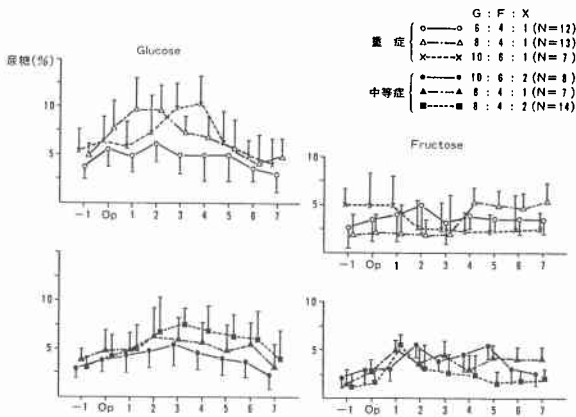 G : F : X
重症
6 : 4 : 1 (N=12)
8 : 4 : 1 (N=13)
10 : 6 : 1 (N= 7)
中等症
10 : 6 : 2 (N= 8)
6 : 4 : 1 (N= 7)
8 : 4 : 2 (N=14)
Glucose
尿糖(%)
10
5
-1 Op 1 2 3 4 5 6 7
Fructose
10
5
-1 Op 1 2 3 4 5 6 7
10
5
-1 Op 1 2 3 4 5 6 7
10
5
-1 Op 1 2 3 4 5 6 7